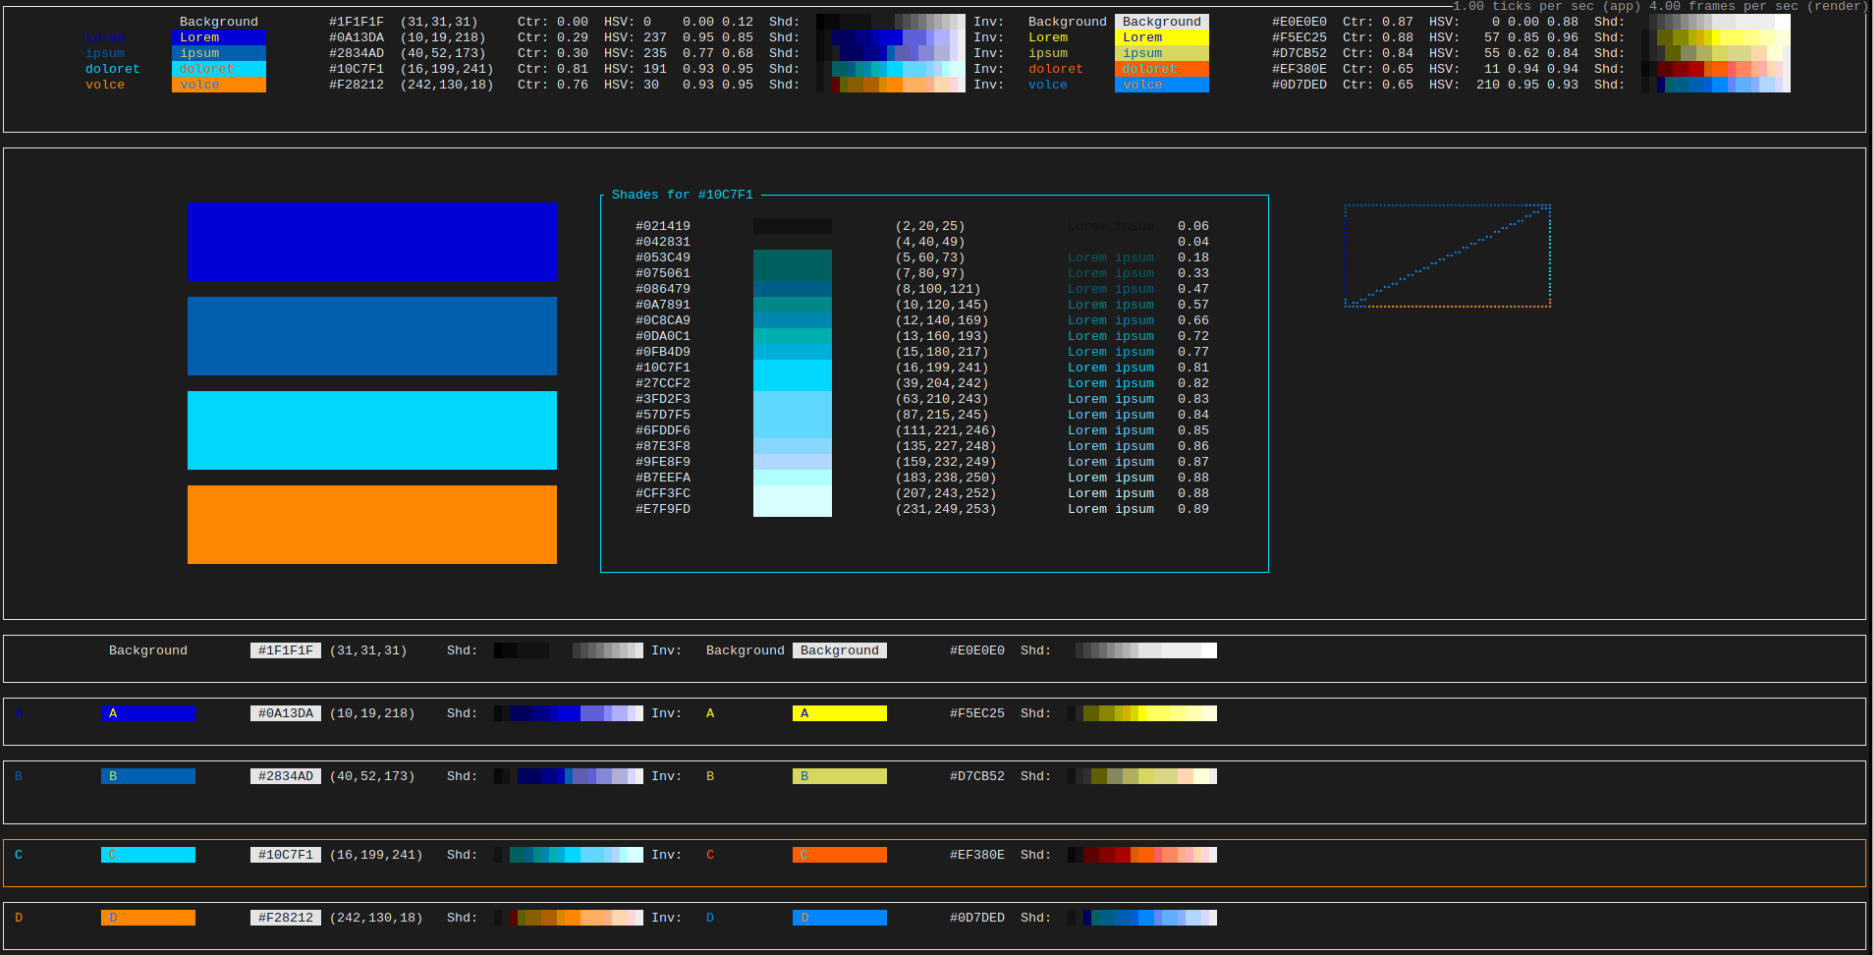 1.00 ticks per sec (app) 4.00 frames per sec (render)
Background #1F1F1F (31,31,31) Ctr: 0.00 HSV: 0 0.00 0.12 Shd: Inv: Background Background #E0E0E0 Ctr: 0.87 HSV: 0 0.00 0.88 Shd:
Lorem Lorem #0A13DA (10,19,218) Ctr: 0.29 HSV: 237 0.95 0.85 Shd: Inv: Lorem Lorem #F5EC25 Ctr: 0.88 HSV: 57 0.85 0.96 Shd:
ipsum ipsum #2834AD (40,52,173) Ctr: 0.30 HSV: 235 0.77 0.68 Shd: Inv: ipsum ipsum #D7CB52 Ctr: 0.84 HSV: 55 0.62 0.84 Shd:
doloret doloret #10C7F1 (16,199,241) Ctr: 0.81 HSV: 191 0.93 0.95 Shd: Inv: doloret doloret #EF380E Ctr: 0.65 HSV: 11 0.94 0.94 Shd:
volce volce #F28212 (242,130,18) Ctr: 0.76 HSV: 30 0.93 0.95 Shd: Inv: volce volce #0D7DED Ctr: 0.65 HSV: 210 0.95 0.93 Shd:
Shades for #10C7F1
#021419 (2,20,25) Lorem ipsum 0.06
#042831 (4,40,49) 0.04
#053C49 (5,60,73) Lorem ipsum 0.18
#075061 (7,80,97) Lorem ipsum 0.33
#086479 (8,100,121) Lorem ipsum 0.47
#0A7891 (10,120,145) Lorem ipsum 0.57
#0C8CA9 (12,140,169) Lorem ipsum 0.66
#0DA0C1 (13,160,193) Lorem ipsum 0.72
#0FB4D9 (15,180,217) Lorem ipsum 0.77
#10C7F1 (16,199,241) Lorem ipsum 0.81
#27CCF2 (39,204,242) Lorem ipsum 0.82
#3FD2F3 (63,210,243) Lorem ipsum 0.83
#57D7F5 (87,215,245) Lorem ipsum 0.84
#6FDDF6 (111,221,246) Lorem ipsum 0.85
#87E3F8 (135,227,248) Lorem ipsum 0.86
#9FE8F9 (159,232,249) Lorem ipsum 0.87
#B7EEFA (183,238,250) Lorem ipsum 0.88
#CFF3FC (207,243,252) Lorem ipsum 0.88
#E7F9FD (231,249,253) Lorem ipsum 0.89
Background #1F1F1F (31,31,31) Shd: Inv: Background Background #E0E0E0 Shd:
A A #0A13DA (10,19,218) Shd: Inv: A A #F5EC25 Shd:
B B #2834AD (40,52,173) Shd: Inv: B B #D7CB52 Shd:
C C #10C7F1 (16,199,241) Shd: Inv: C C #EF380E Shd:
D D #F28212 (242,130,18) Shd: Inv: D D #0D7DED Shd: